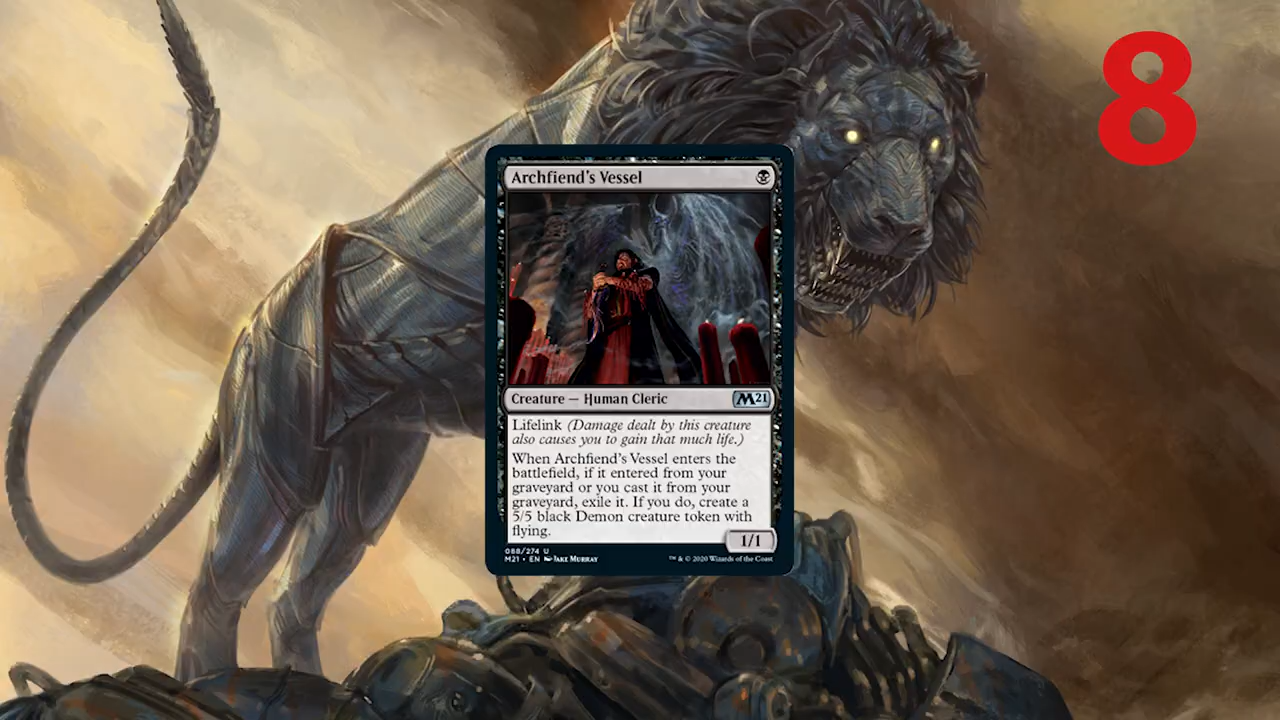 8
Archfiend's Vessel
Creature — Human Cleric
M21
Lifelink (Damage dealt by this creature
also causes you to gain that much life.)
When Archfiend's Vessel enters the
battlefield, if it entered from your
graveyard or you cast it from your
graveyard, exile it. If you do, create a
5/5 black Demon creature token with
flying.
1/1
088/274 U
M21 • EN Jake Murray
™ & © 2020 Wizards of the Coast